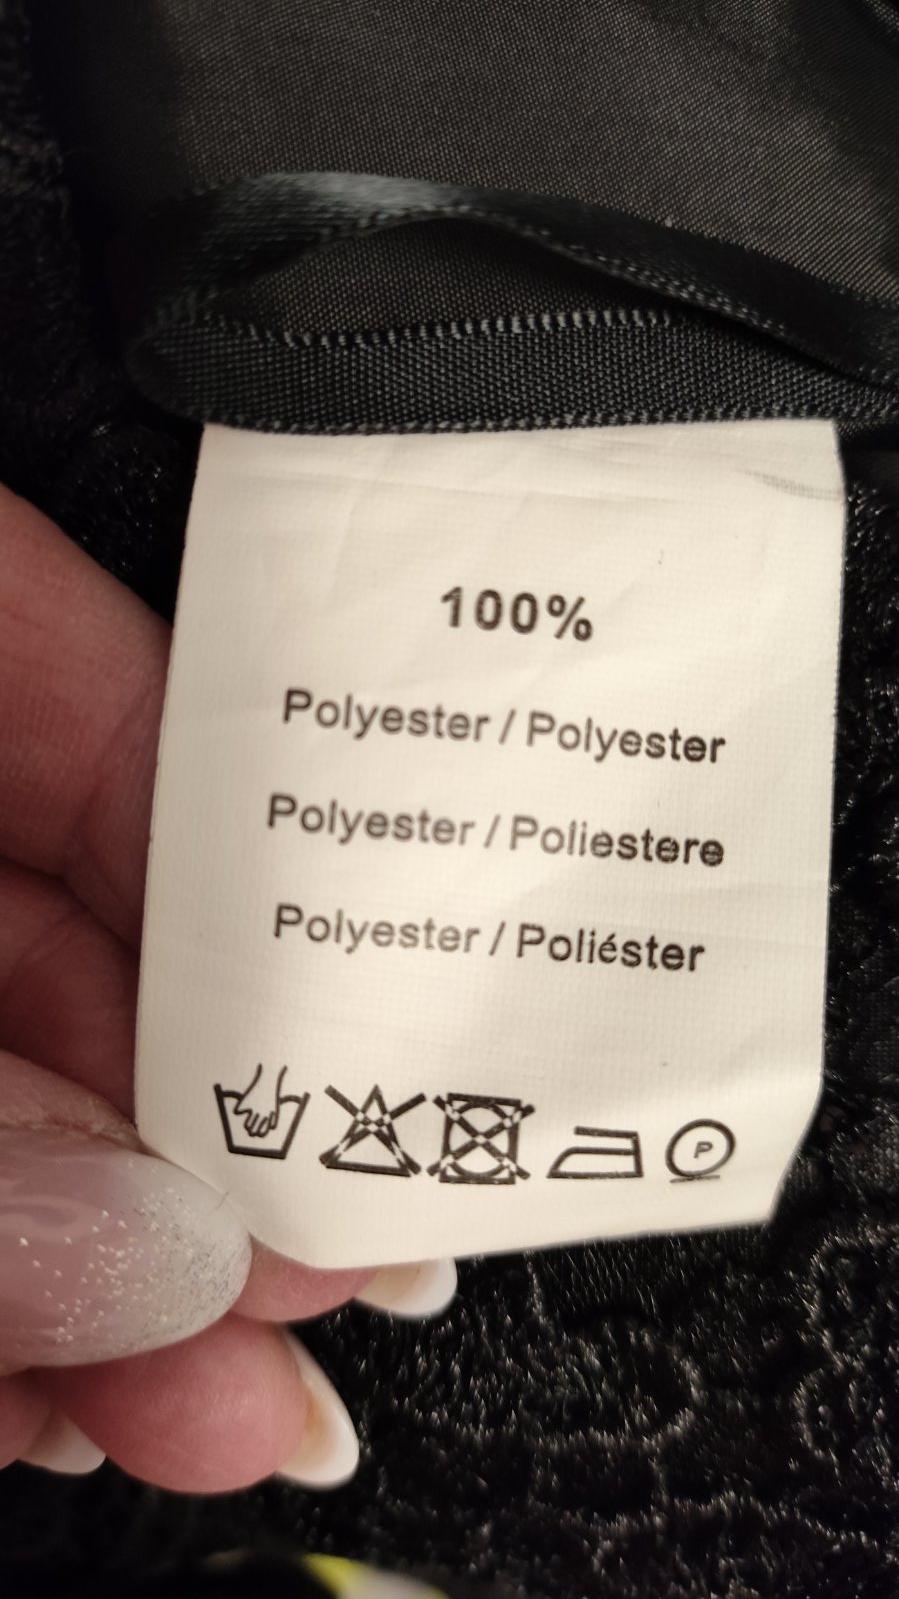 100%
Polyester / Polyester
Polyester / Poliestere
Polyester / Poliéster
P